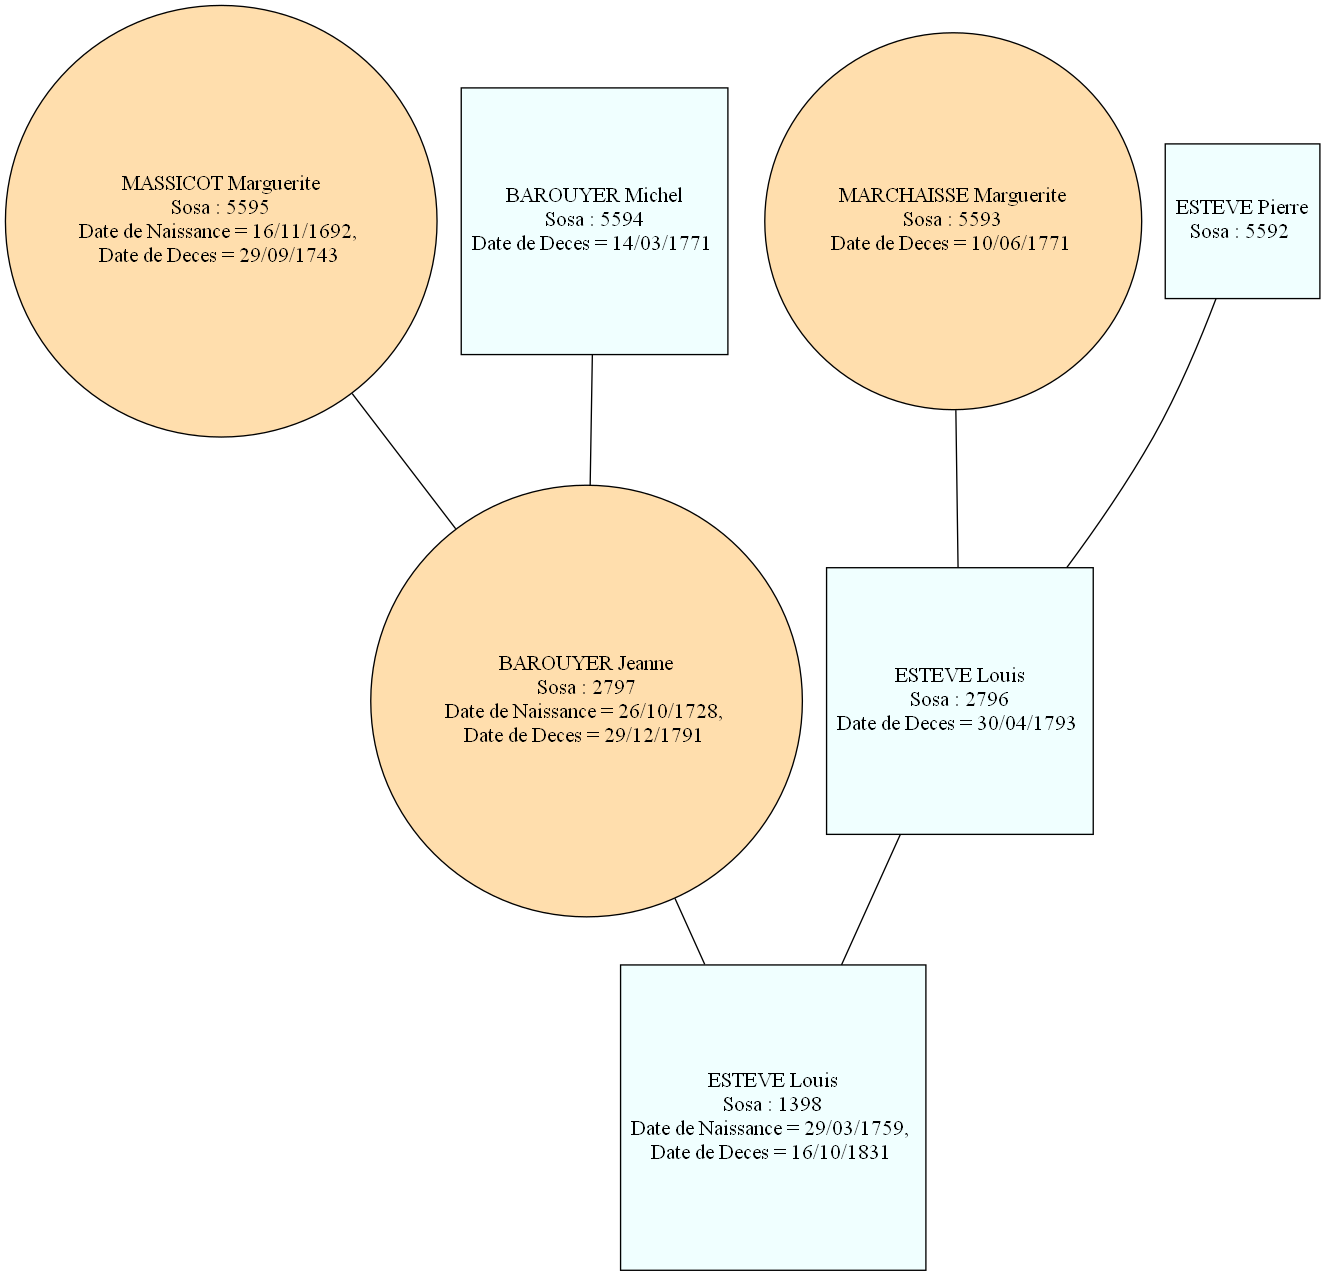 MASSICOT Marguerite
Sosa : 5595
Date de Naissance = 16/11/1692,
Date de Deces = 29/09/1743
BAROUYER Michel
Sosa : 5594
Date de Deces = 14/03/1771
MARCHAISSE Marguerite
Sosa : 5593
Date de Deces = 10/06/1771
ESTEVE Pierre
Sosa : 5592
BAROUYER Jeanne
Sosa : 2797
Date de Naissance = 26/10/1728,
Date de Deces = 29/12/1791
ESTEVE Louis
Sosa : 2796
Date de Deces = 30/04/1793
ESTEVE Louis
Sosa : 1398
Date de Naissance = 29/03/1759,
Date de Deces = 16/10/1831